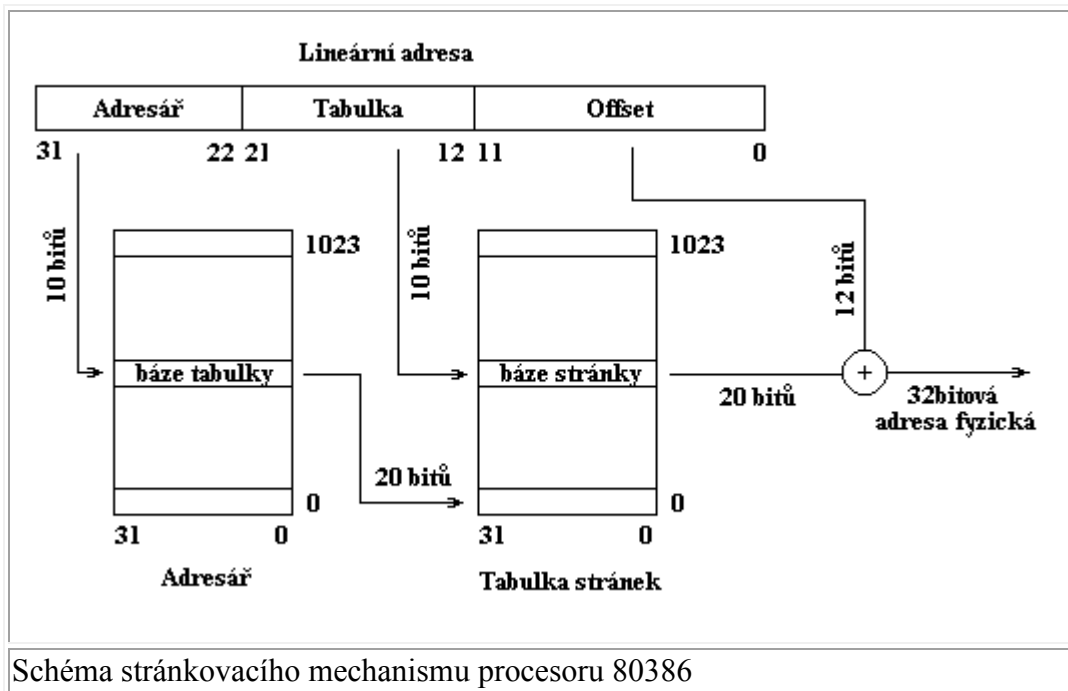 Lineární adresa
Adresář Tabulka Offset
31 22 21 12 11 0
10 bitů
10 bitů
12 bitů
1023
1023
báze tabulky
báze stránky
+
20 bitů
32bitová
adresa fyzická
20 bitů
0
0
31 0
31 0
Adresář
Tabulka stránek
Schéma stránkovacího mechanismu procesoru 80386